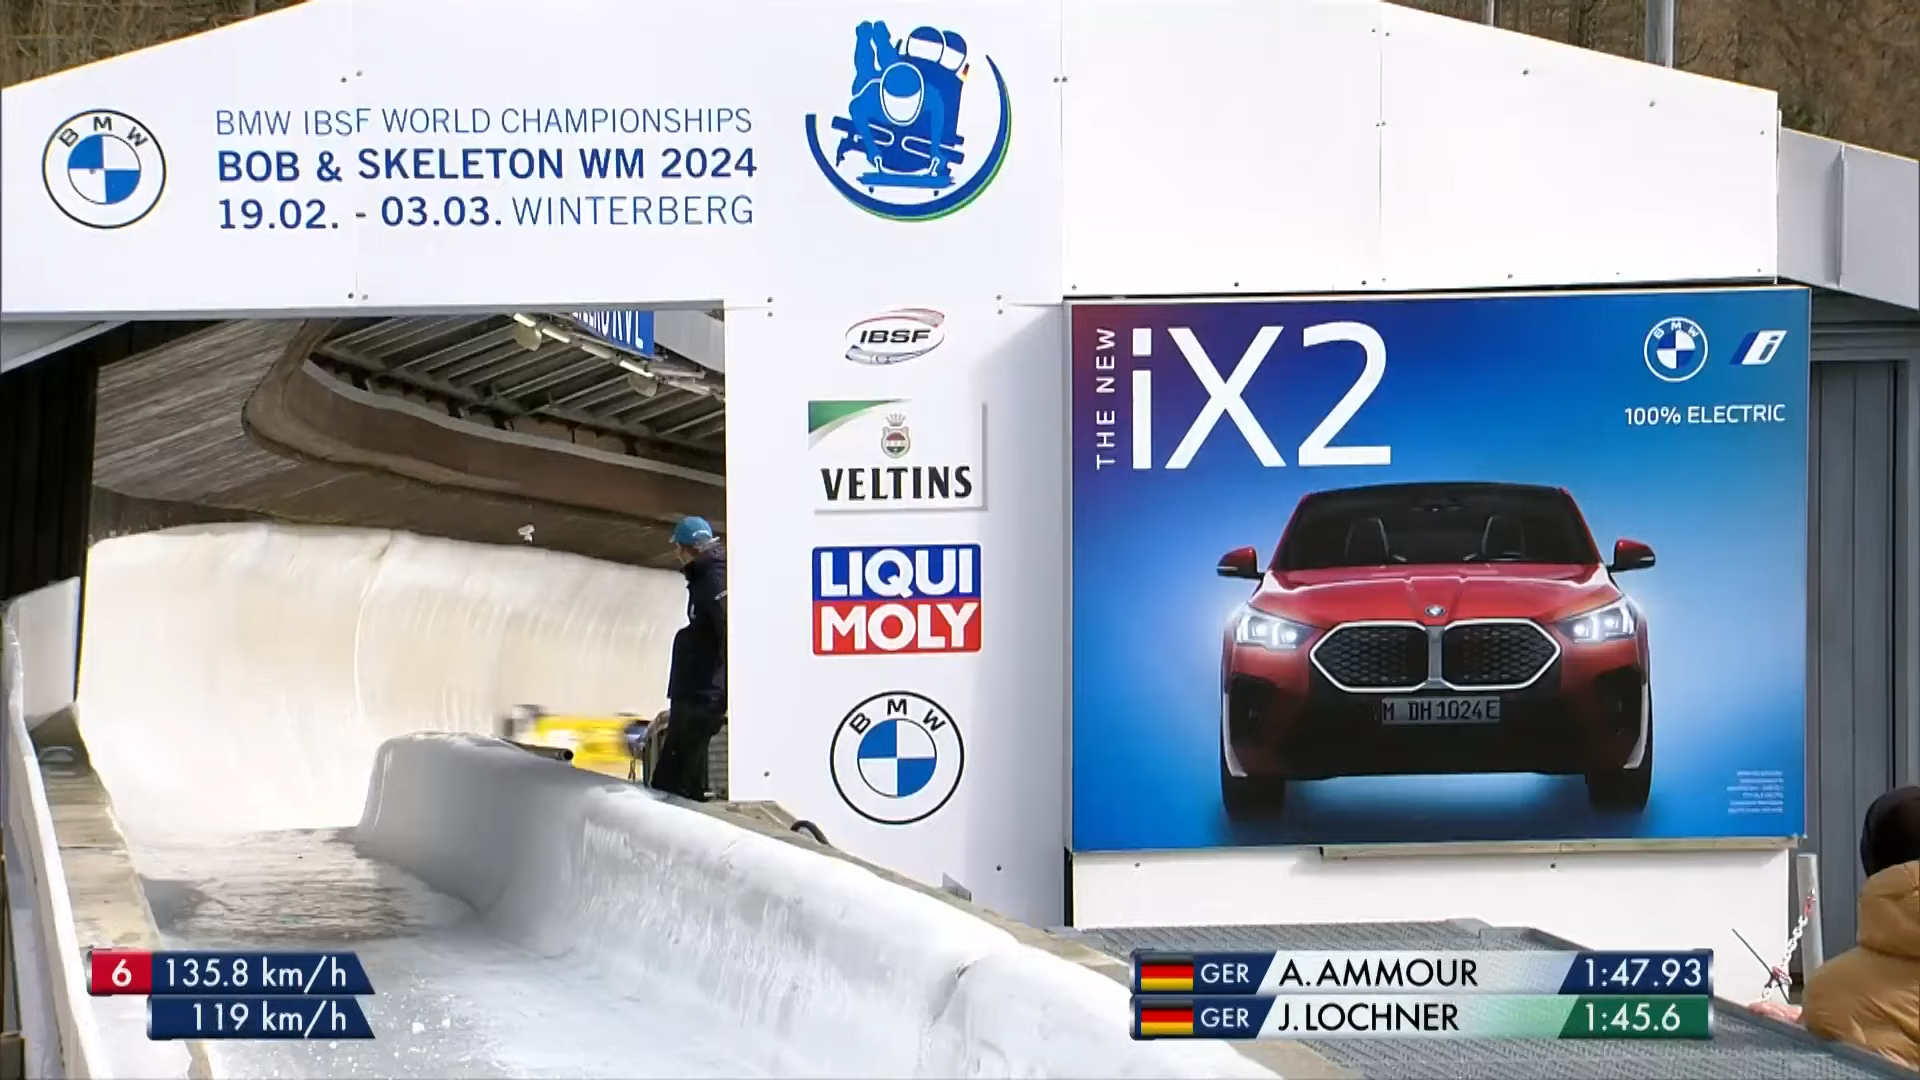 BMW
BMW IBSF WORLD CHAMPIONSHIPS
BOB & SKELETON WM 2024
19.02. - 03.03. WINTERBERG
IBSF
VELTINS
LIQUI
MOLY
BMW
THE NEW
iX2
BMW
i
100% ELECTRIC
M DH 1024E
6 135.8 km/h
119 km/h
GER A.AMMOUR 1:47.93
GER J.LOCHNER 1:45.6